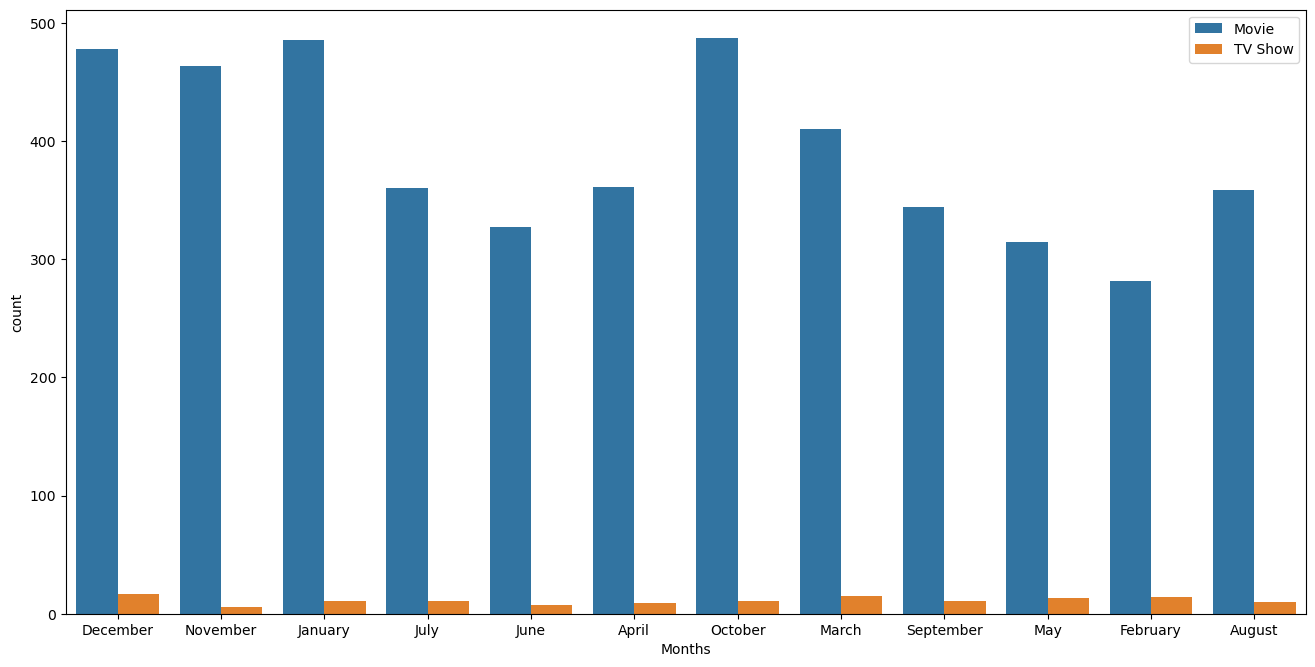 Movie
TV Show
500
400
300
200
100
0
count
December November January July June April October March September May February August
Months